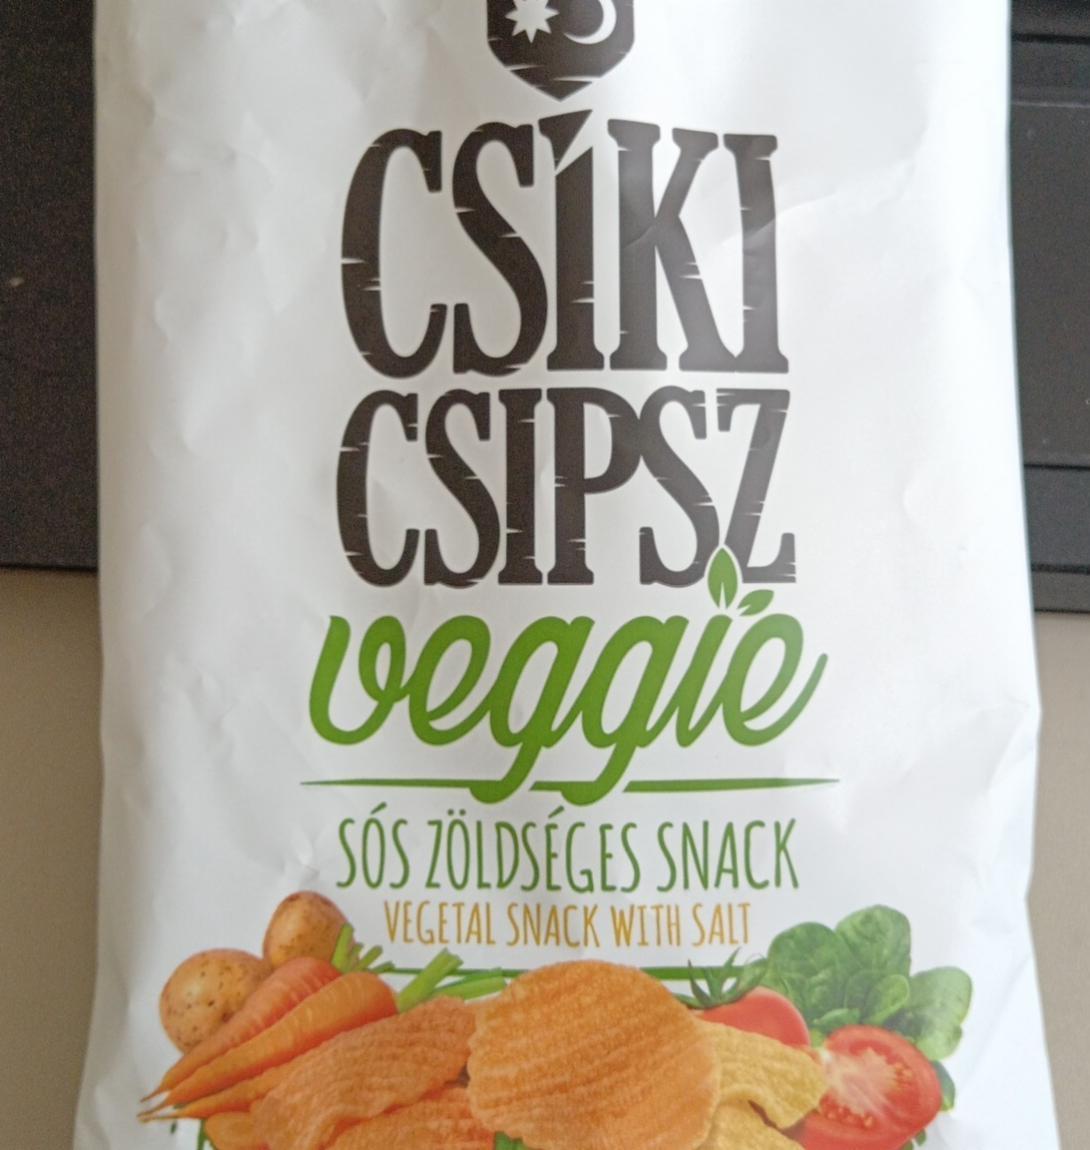 CSÍKI
CSIPSZ
veggie
SÓS ZÖLDSÉGES SNACK
VEGETAL SNACK WITH SALT